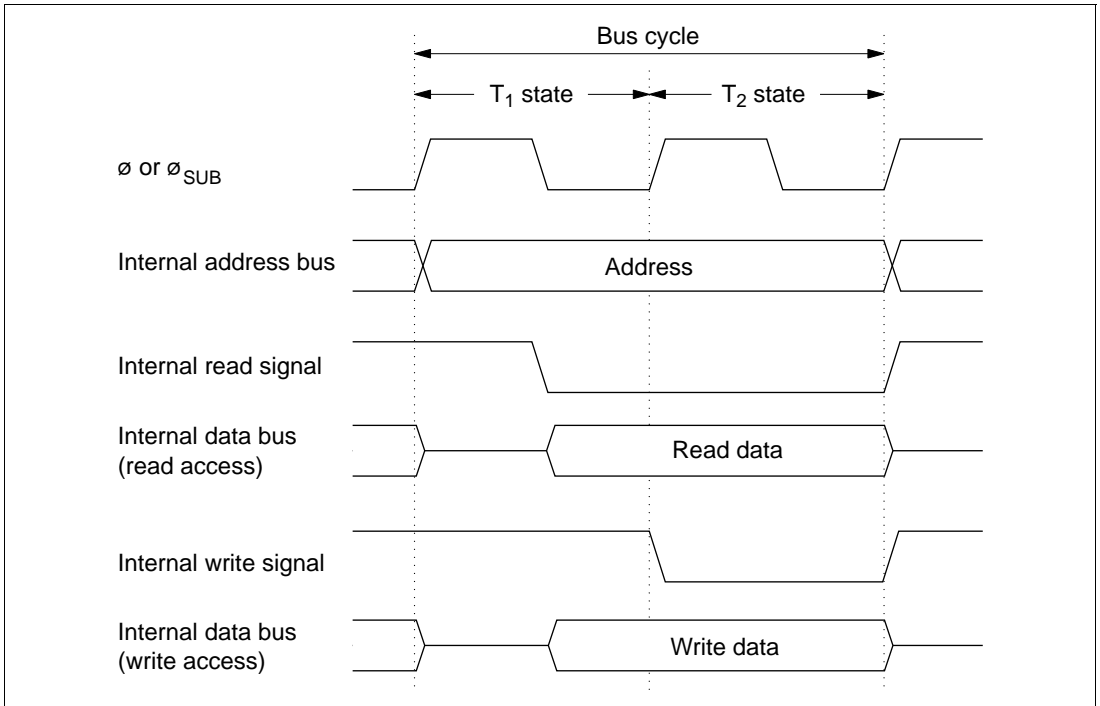 Bus cycle
T1 state
T2 state
ø or øSUB
Internal address bus
Address
Internal read signal
Internal data bus
(read access)
Read data
Internal write signal
Internal data bus
(write access)
Write data